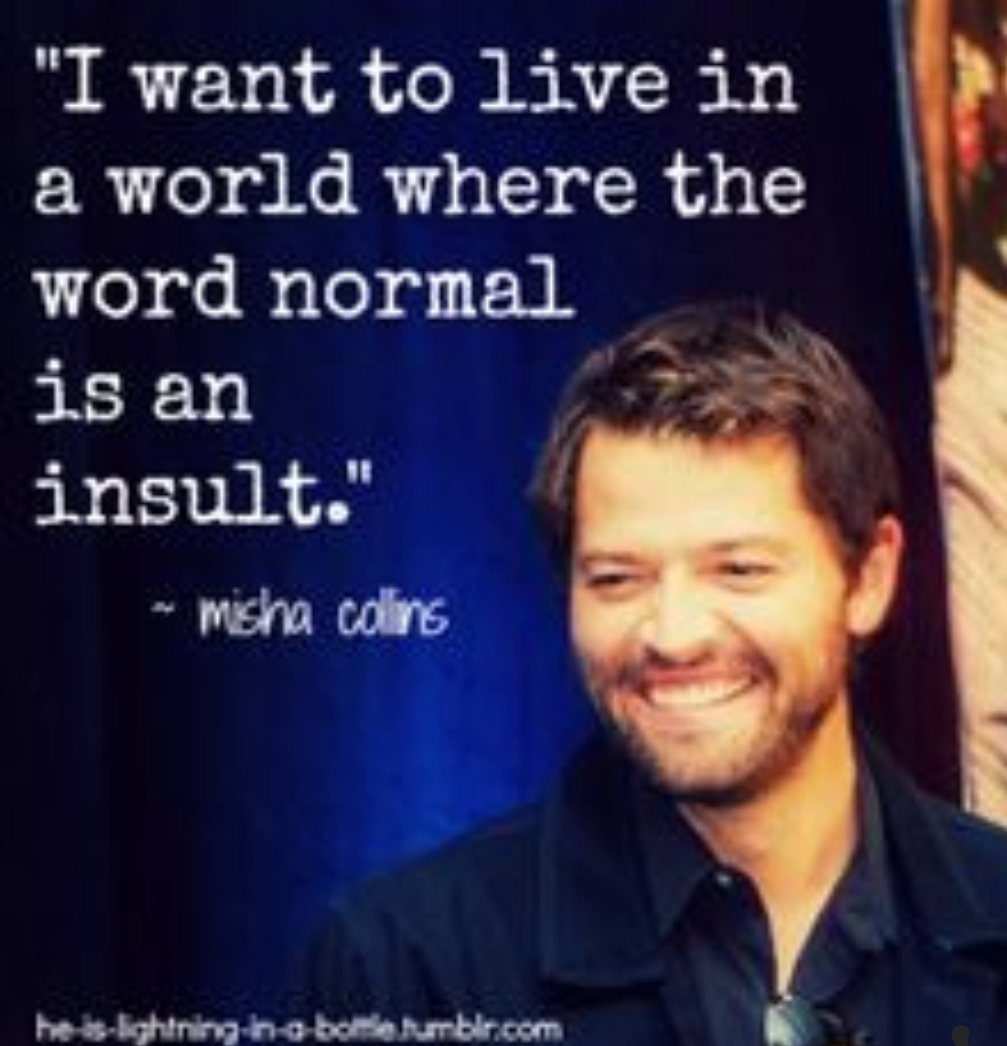 "I want to live in
a world where the
word normal
is an
insult."
~ misha collins
he-is-lightning-in-a-bottle.tumblr.com